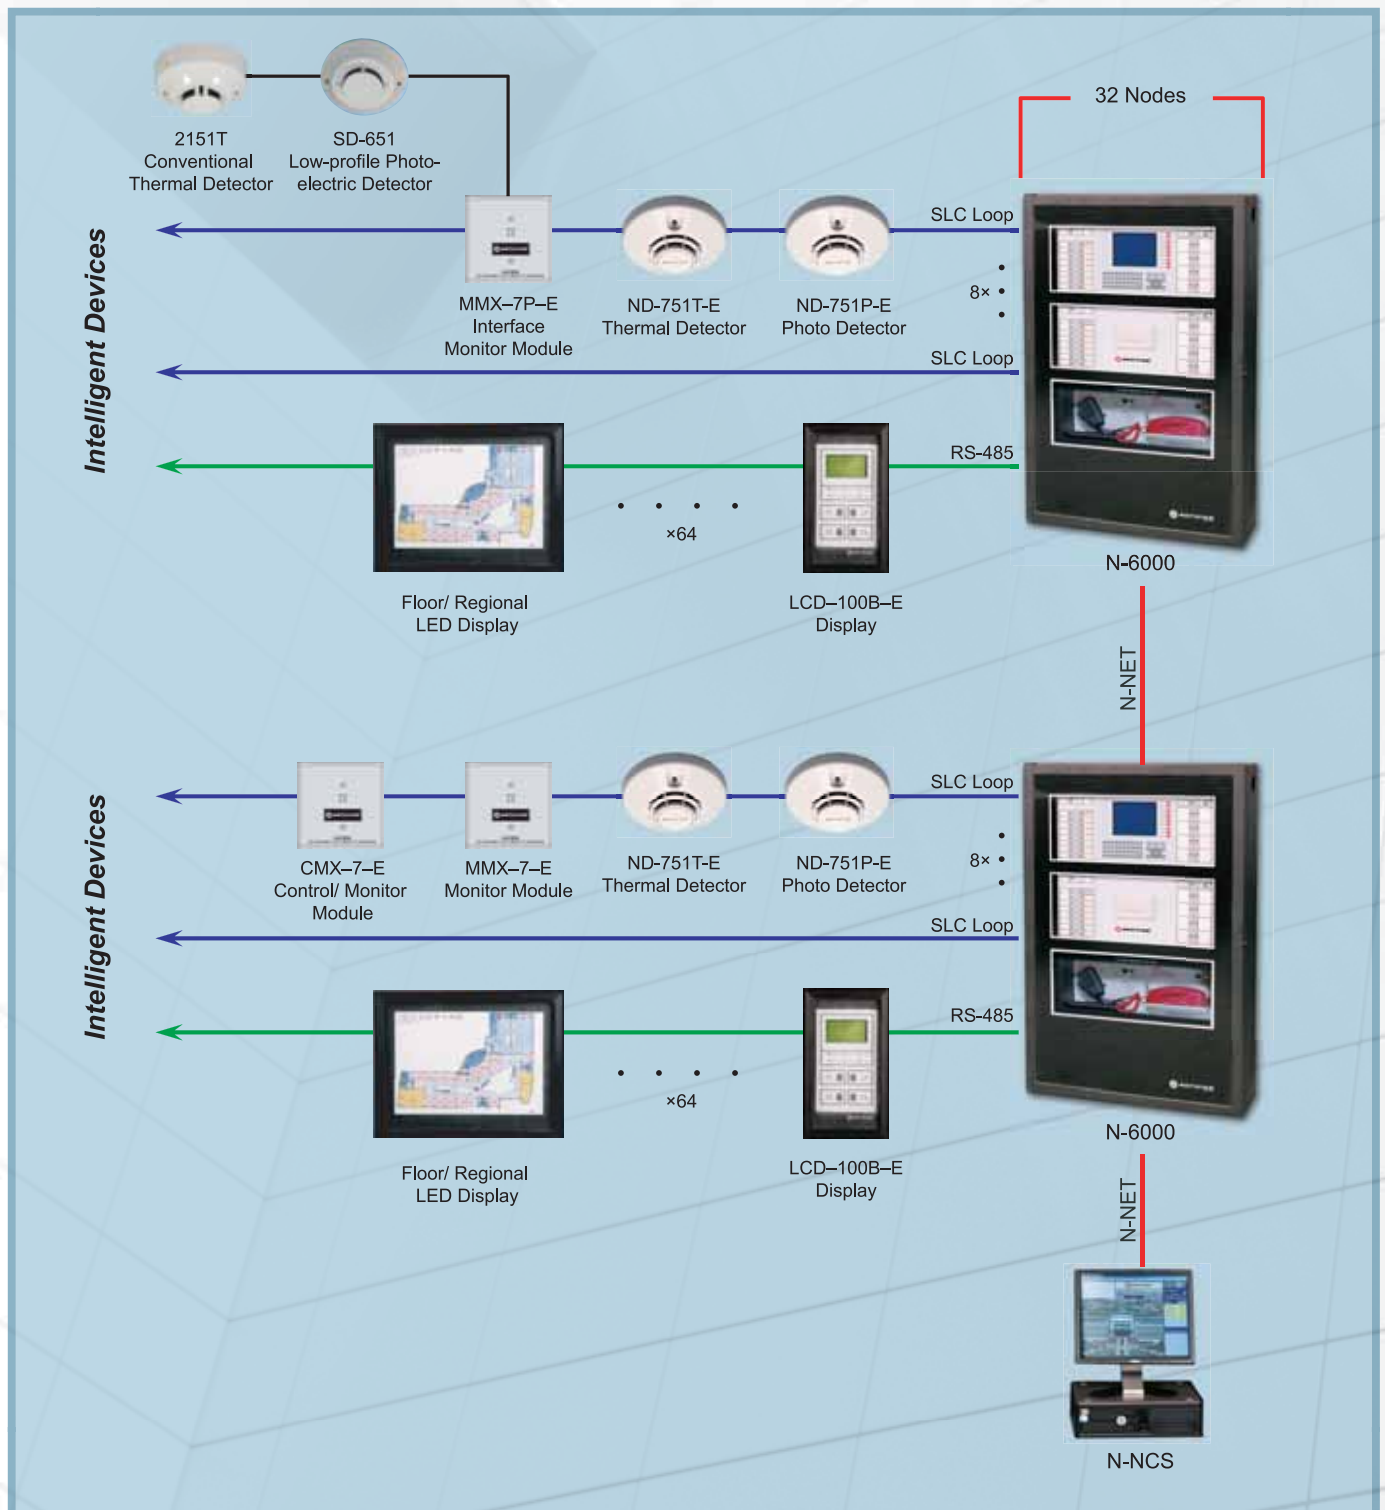 32 Nodes
2151T
Conventional
Thermal Detector
SD-651
Low-profile Photo-
electric Detector
SLC Loop
8×
MMX–7P–E
Interface
Monitor Module
ND-751T-E
Thermal Detector
ND-751P-E
Photo Detector
Intelligent Devices
SLC Loop
RS-485
×64
Floor/ Regional
LED Display
LCD–100B–E
Display
N-6000
N-NET
SLC Loop
8×
CMX–7–E
Control/ Monitor
Module
MMX–7–E
Monitor Module
ND-751T-E
Thermal Detector
ND-751P-E
Photo Detector
Intelligent Devices
SLC Loop
RS-485
×64
Floor/ Regional
LED Display
LCD–100B–E
Display
N-6000
N-NET
N-NCS